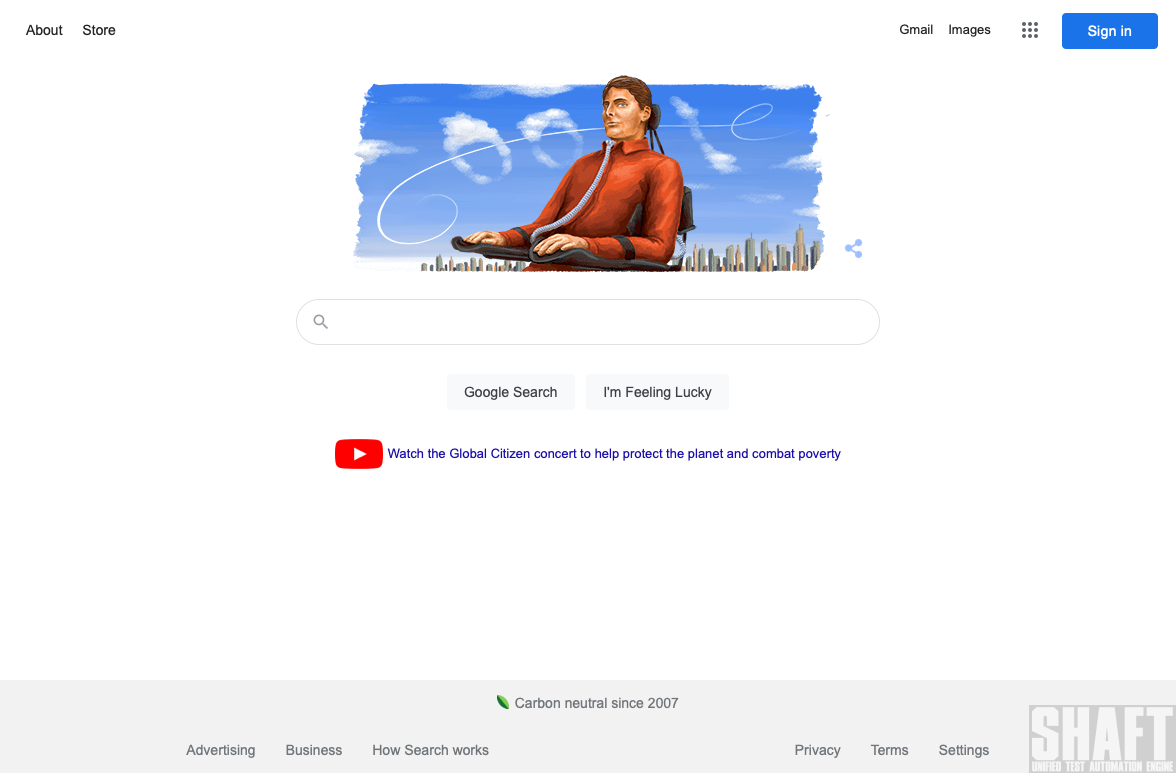 About Store Gmail Images Sign in
Google Search I'm Feeling Lucky
Watch the Global Citizen concert to help protect the planet and combat poverty
Carbon neutral since 2007
Advertising Business How Search works Privacy Terms Settings
SHAFT
UNIFIED TEST AUTOMATION ENGINE